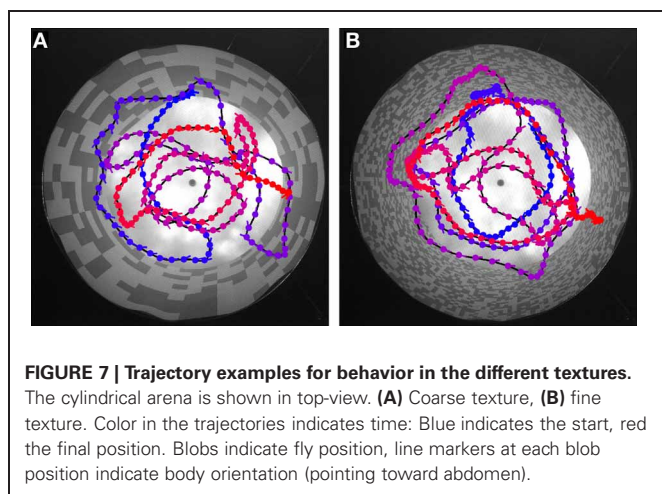 A B
FIGURE 7 | Trajectory examples for behavior in the different textures.
The cylindrical arena is shown in top-view. (A) Coarse texture, (B) fine
texture. Color in the trajectories indicates time: Blue indicates the start, red
the final position. Blobs indicate fly position, line markers at each blob
position indicate body orientation (pointing toward abdomen).